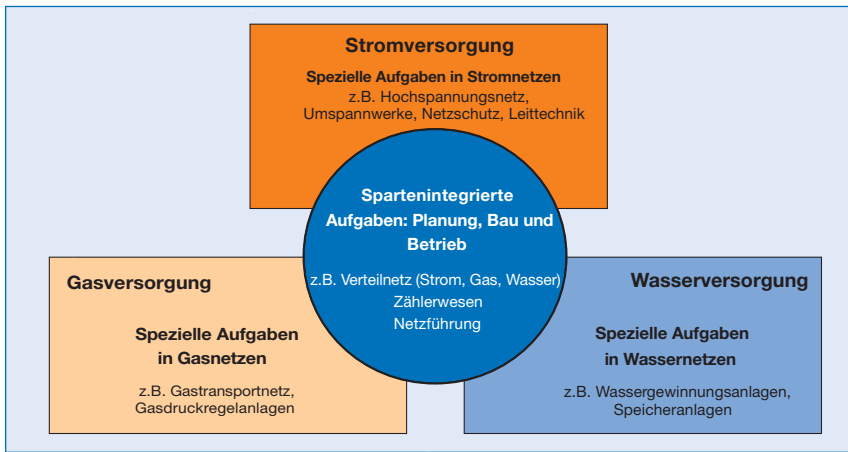 Stromversorgung
Spezielle Aufgaben in Stromnetzen
z.B. Hochspannungsnetz,
Umspannwerke, Netzschutz, Leittechnik
Spartenintegrierte
Aufgaben: Planung, Bau und
Betrieb
z.B. Verteilnetz (Strom, Gas, Wasser)
Zählerwesen
Netzführung
Gasversorgung
Spezielle Aufgaben
in Gasnetzen
z.B. Gastransportnetz,
Gasdruckregelanlagen
Wasserversorgung
Spezielle Aufgaben
in Wassernetzen
z.B. Wassergewinnungsanlagen,
Speicheranlagen